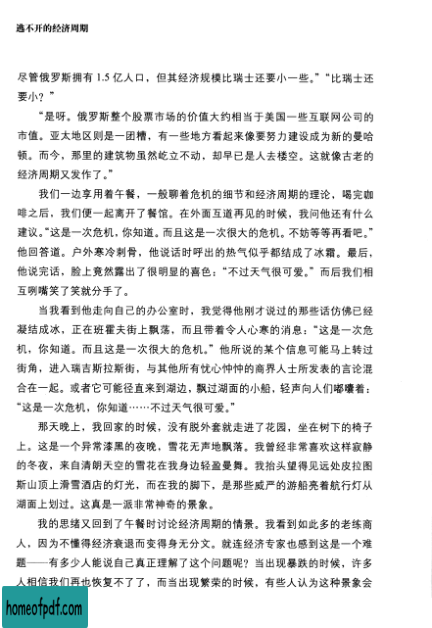 逃不开的经济周期
尽管俄罗斯拥有 1.5 亿人口，但其经济规模比瑞士还要小一些。”“比瑞士还
要小？”
“是呀。俄罗斯整个股票市场的价值大约相当于美国一些互联网公司的
市值。亚太地区则是一团糟，有一些地方看起来像要努力建设成为新的曼哈
顿。而今，那里的建筑物虽然屹立不动，却早已是人去楼空。这就像古老的
经济周期又发作了。”
我们一边享用着午餐，一般聊着危机的细节和经济周期的理论，喝完咖
啡之后，我们便一起离开了餐馆。在外面互道再见的时候，我问他还有什么
建议。“这是一次危机，你知道。而且这是一次很大的危机。不妨等等再看吧。”
他回答道。户外寒冷刺骨，他说话时呼出的热气似乎都结成了冰霜。最后，
他说完话，脸上竟然露出了很明显的喜色：“不过天气很可爱。”而后我们相
互咧嘴笑了笑就分手了。
当我看到他走向自己的办公室时，我觉得他刚才说过的那些话仿佛已经
凝结成冰，正在班霍夫街上飘荡，而且带着令人心寒的消息：“这是一次危
机，你知道。而且这是一次很大的危机。”他所说的某个信息可能马上转过
街角，进入瑞吉斯拉斯街，与其他所有忧心忡忡的商界人士所发表的言论混
合在一起。或者它可能径直来到湖边，飘过湖面的小船，轻声向人们嘟囔着：
“这是一次危机，你知道……不过天气很可爱。”
那天晚上，我回家的时候，没有脱外套就走进了花园，坐在树下的椅子
上。这是一个异常漆黑的夜晚，雪花无声地飘落。我曾经非常喜欢这样寂静
的冬夜，来自清朗天空的雪花在我身边轻盈曼舞。我抬头望得见远处皮拉图
斯山顶上滑雪酒店的灯光，而在我的脚下，是那些威严的游船亮着航行灯从
湖面上划过。这真是一派非常神奇的景象。
我的思绪又回到了午餐时讨论经济周期的情景。我看到如此多的老练商
人，因为不懂得经济衰退而变得身无分文。就连经济专家也感到这是一个难
题——有多少人能说自己真正理解了这个问题呢？当出现暴跌的时候，许多
人相信我们再也恢复不了了，而当出现繁荣的时候，有些人认为这种景象会
homeofpdf.com